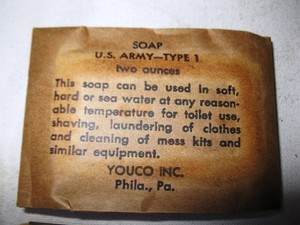 SOAP
U.S. ARMY—TYPE 1
two ounces
This soap can be used in soft,
hard or sea water at any reason-
able temperature for toilet use,
shaving, laundering of clothes
and cleaning of mess kits and
similar equipment.
YOUCO INC.
Phila., Pa.